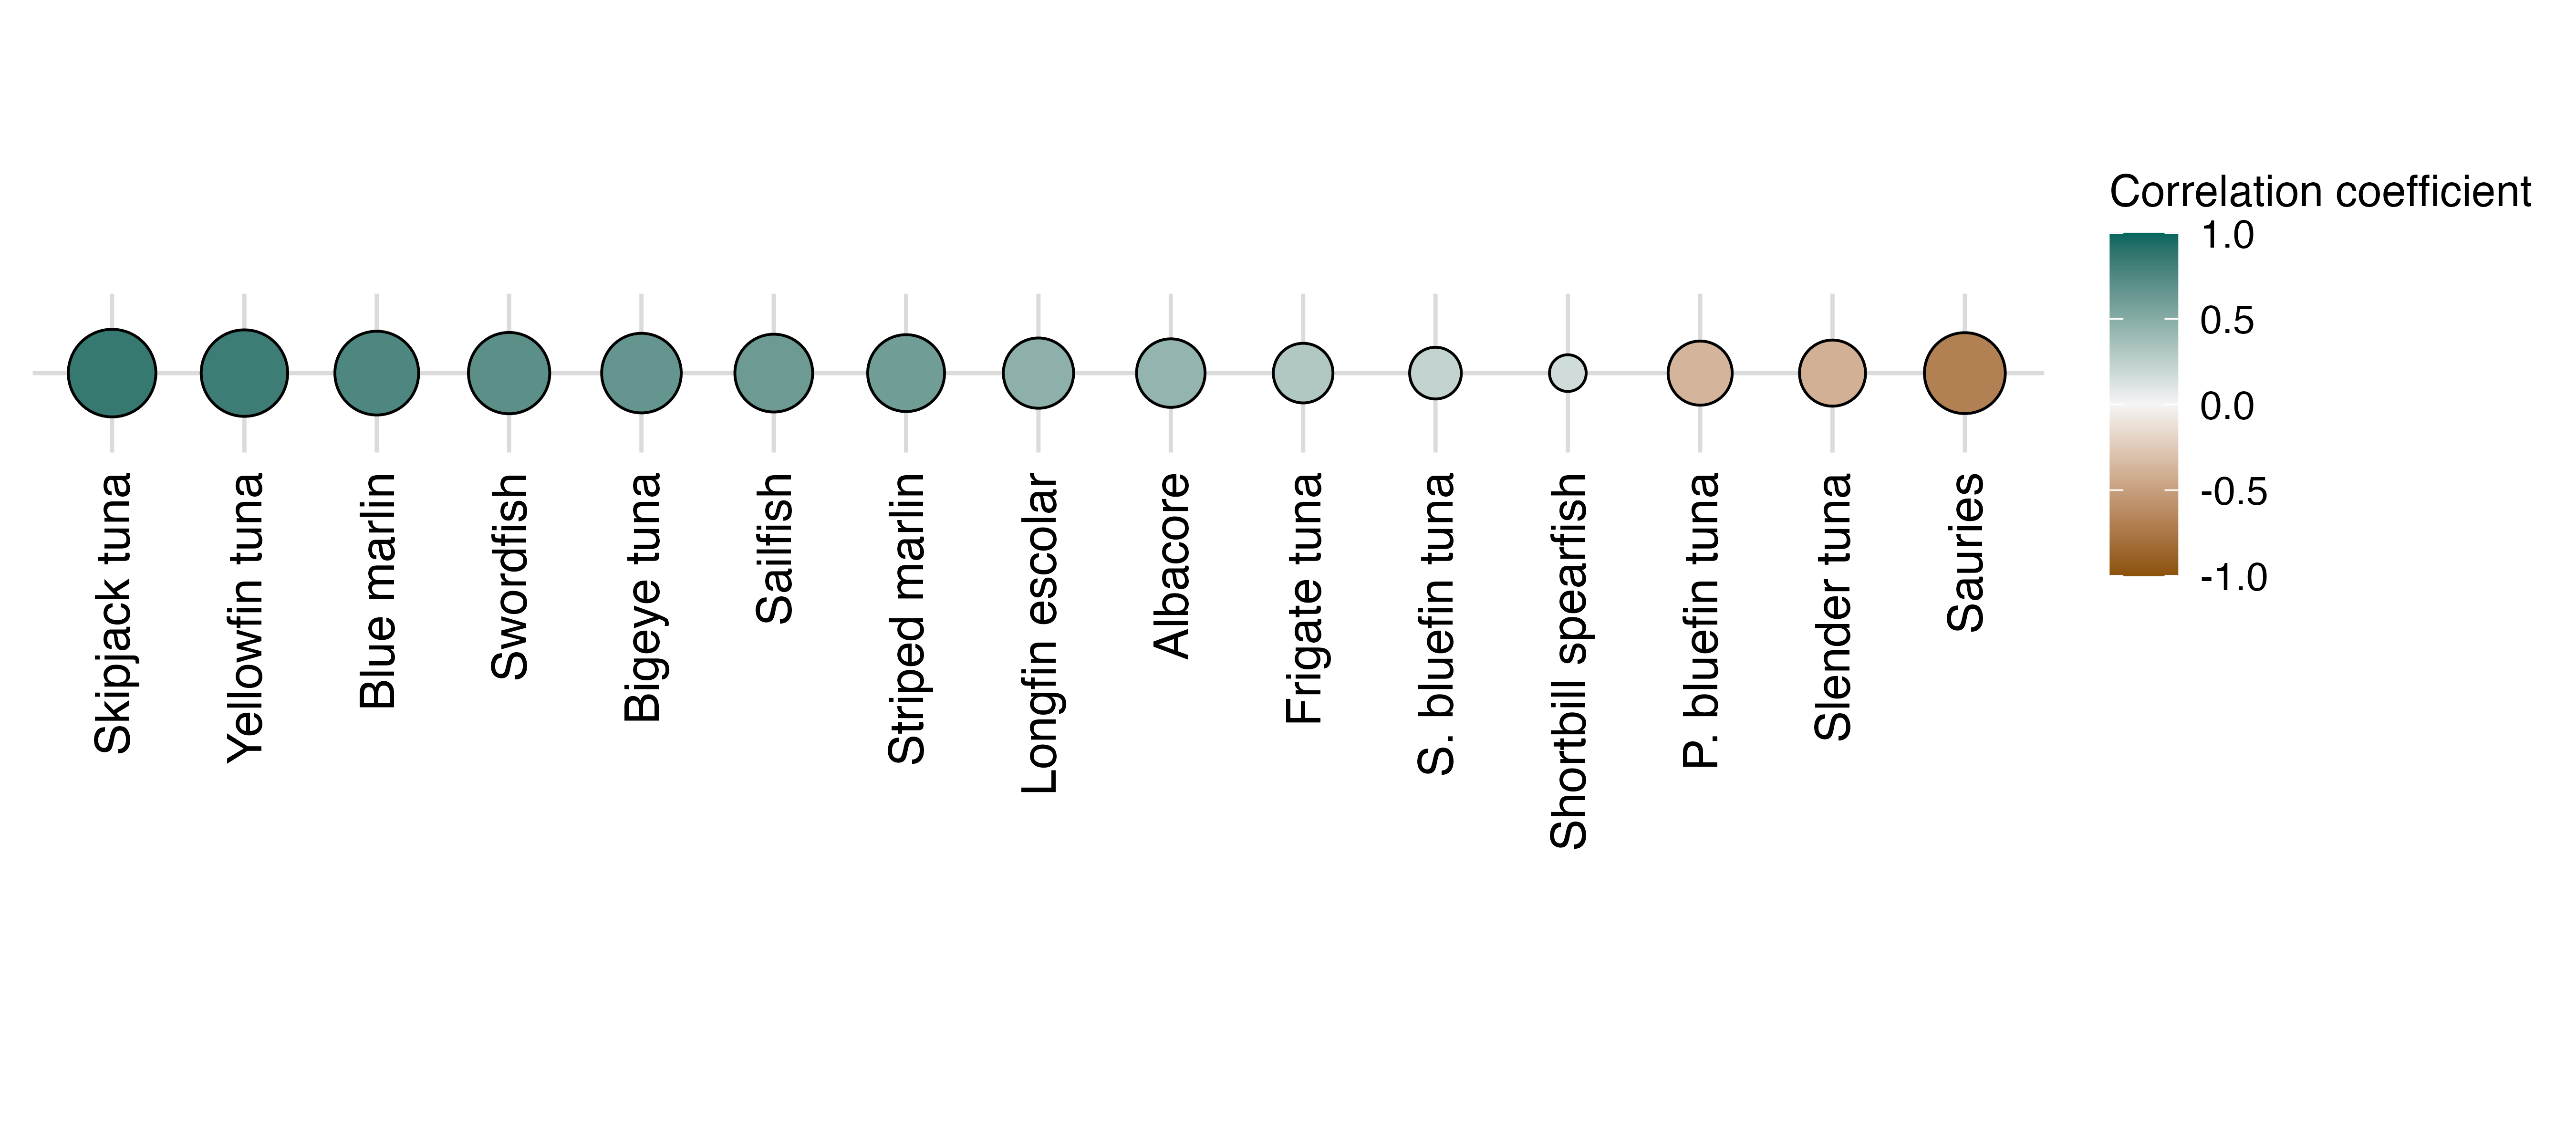 Correlation coefficient
1.0
0.5
0.0
-0.5
-1.0
Skipjack tuna
Yellowfin tuna
Blue marlin
Swordfish
Bigeye tuna
Sailfish
Striped marlin
Longfin escolar
Albacore
Frigate tuna
S. bluefin tuna
Shortbill spearfish
P. bluefin tuna
Slender tuna
Sauries